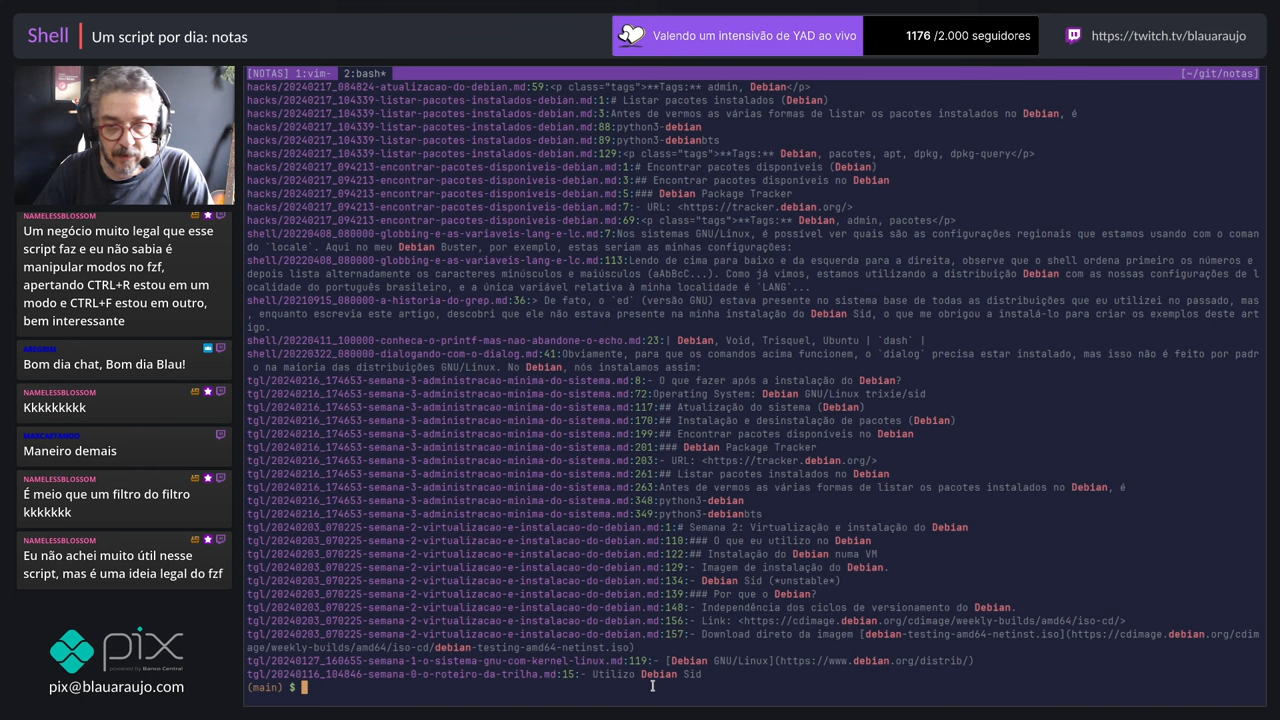 Shell
Um script por dia: notas
Valendo um intensivão de YAD ao vivo
1176 /2.000 seguidores
https://twitch.tv/blauaraujo
NAMELESSBLOSSOM
Um negócio muito legal que esse
script faz e eu não sabia é
manipular modos no fzf,
apertando CTRL+R estou em um
modo e CTRL+F estou em outro,
bem interessante
Bom dia chat, Bom dia Blau!
NAMELESSBLOSSOM
Kkkkkkkkk
MAXCAETANOO
Maneiro demais
NAMELESSBLOSSOM
É meio que um filtro do filtro
kkkkkkk
NAMELESSBLOSSOM
Eu não achei muito útil nesse
script, mas é uma ideia legal do fzf
pix
powered by Banco Central
pix@blauaraujo.com
[NOTAS] 1:vim- 2:bash* [~/git/notas]
hacks/20240217_084824-atualizacao-do-debian.md:59:<p class="tags">**Tags:** admin, Debian</p>
hacks/20240217_104339-listar-pacotes-instalados-debian.md:1:# Listar pacotes instalados (Debian)
hacks/20240217_104339-listar-pacotes-instalados-debian.md:3:Antes de vermos as várias formas de listar os pacotes instalados no Debian, é
hacks/20240217_104339-listar-pacotes-instalados-debian.md:88:python3-debian
hacks/20240217_104339-listar-pacotes-instalados-debian.md:89:python3-debianbts
hacks/20240217_104339-listar-pacotes-instalados-debian.md:129:<p class="tags">**Tags:** Debian, pacotes, apt, dpkg, dpkg-query</p>
hacks/20240217_094213-encontrar-pacotes-disponiveis-debian.md:1:# Encontrar pacotes disponíveis (Debian)
hacks/20240217_094213-encontrar-pacotes-disponiveis-debian.md:3:## Encontrar pacotes disponíveis no Debian
hacks/20240217_094213-encontrar-pacotes-disponiveis-debian.md:5:### Debian Package Tracker
hacks/20240217_094213-encontrar-pacotes-disponiveis-debian.md:7:- URL: <https://tracker.debian.org/>
hacks/20240217_094213-encontrar-pacotes-disponiveis-debian.md:69:<p class="tags">**Tags:** Debian, admin, pacotes</p>
shell/20220408_080000-globbing-e-as-variaveis-lang-e-lc.md:7:Nos sistemas GNU/Linux, é possível ver quais são as configurações regionais que estamos usando com o coman
do `locale`. Aqui no meu Debian Buster, por exemplo, estas seriam as minhas configurações:
shell/20220408_080000-globbing-e-as-variaveis-lang-e-lc.md:113:Lendo de cima para baixo e da esquerda para a direita, observe que o shell ordena primeiro os números e
depois lista alternadamente os caracteres minúsculos e maiúsculos (aAbBcC...). Como já vimos, estamos utilizando a distribuição Debian com as nossas configurações de l
ocalidade do português brasileiro, e a única variável relativa à minha localidade é `LANG`...
shell/20210915_080000-a-historia-do-grep.md:36:> De fato, o `ed` (versão GNU) estava presente no sistema base de todas as distribuições que eu utilizei no passado, mas
, enquanto escrevia este artigo, descobri que ele não estava presente na minha instalação do Debian Sid, o que me obrigou a instalá-lo para criar os exemplos deste art
igo.
shell/20220411_100000-conheca-o-printf-mas-nao-abandone-o-echo.md:23:| Debian, Void, Trisquel, Ubuntu | `dash` |
shell/20220322_080000-dialogando-com-o-dialog.md:41:Obviamente, para que os comandos acima funcionem, o `dialog` precisa estar instalado, mas isso não é feito por padr
o na maioria das distribuições GNU/Linux. No Debian, nós instalamos assim:
tgl/20240216_174653-semana-3-administracao-minima-do-sistema.md:8:- O que fazer após a instalação do Debian?
tgl/20240216_174653-semana-3-administracao-minima-do-sistema.md:72:Operating System: Debian GNU/Linux trixie/sid
tgl/20240216_174653-semana-3-administracao-minima-do-sistema.md:117:## Atualização do sistema (Debian)
tgl/20240216_174653-semana-3-administracao-minima-do-sistema.md:170:## Instalação e desinstalação de pacotes (Debian)
tgl/20240216_174653-semana-3-administracao-minima-do-sistema.md:199:## Encontrar pacotes disponíveis no Debian
tgl/20240216_174653-semana-3-administracao-minima-do-sistema.md:201:### Debian Package Tracker
tgl/20240216_174653-semana-3-administracao-minima-do-sistema.md:203:- URL: <https://tracker.debian.org/>
tgl/20240216_174653-semana-3-administracao-minima-do-sistema.md:261:## Listar pacotes instalados no Debian
tgl/20240216_174653-semana-3-administracao-minima-do-sistema.md:263:Antes de vermos as várias formas de listar os pacotes instalados no Debian, é
tgl/20240216_174653-semana-3-administracao-minima-do-sistema.md:348:python3-debian
tgl/20240216_174653-semana-3-administracao-minima-do-sistema.md:349:python3-debianbts
tgl/20240203_070225-semana-2-virtualizacao-e-instalacao-do-debian.md:1:# Semana 2: Virtualização e instalação do Debian
tgl/20240203_070225-semana-2-virtualizacao-e-instalacao-do-debian.md:110:### O que eu utilizo no Debian
tgl/20240203_070225-semana-2-virtualizacao-e-instalacao-do-debian.md:122:## Instalação do Debian numa VM
tgl/20240203_070225-semana-2-virtualizacao-e-instalacao-do-debian.md:129:- Imagem de instalação do Debian.
tgl/20240203_070225-semana-2-virtualizacao-e-instalacao-do-debian.md:134:- Debian Sid (*unstable*)
tgl/20240203_070225-semana-2-virtualizacao-e-instalacao-do-debian.md:139:### Por que o Debian?
tgl/20240203_070225-semana-2-virtualizacao-e-instalacao-do-debian.md:148:- Independência dos ciclos de versionamento do Debian.
tgl/20240203_070225-semana-2-virtualizacao-e-instalacao-do-debian.md:156:- Link: <https://cdimage.debian.org/cdimage/weekly-builds/amd64/iso-cd/>
tgl/20240203_070225-semana-2-virtualizacao-e-instalacao-do-debian.md:157:- Download direto da imagem [debian-testing-amd64-netinst.iso](https://cdimage.debian.org/cdim
age/weekly-builds/amd64/iso-cd/debian-testing-amd64-netinst.iso)
tgl/20240127_160655-semana-1-o-sistema-gnu-com-kernel-linux.md:119:- [Debian GNU/Linux](https://www.debian.org/distrib/)
tgl/20240116_104846-semana-0-o-roteiro-da-trilha.md:15:- Utilizo Debian Sid
(main) $